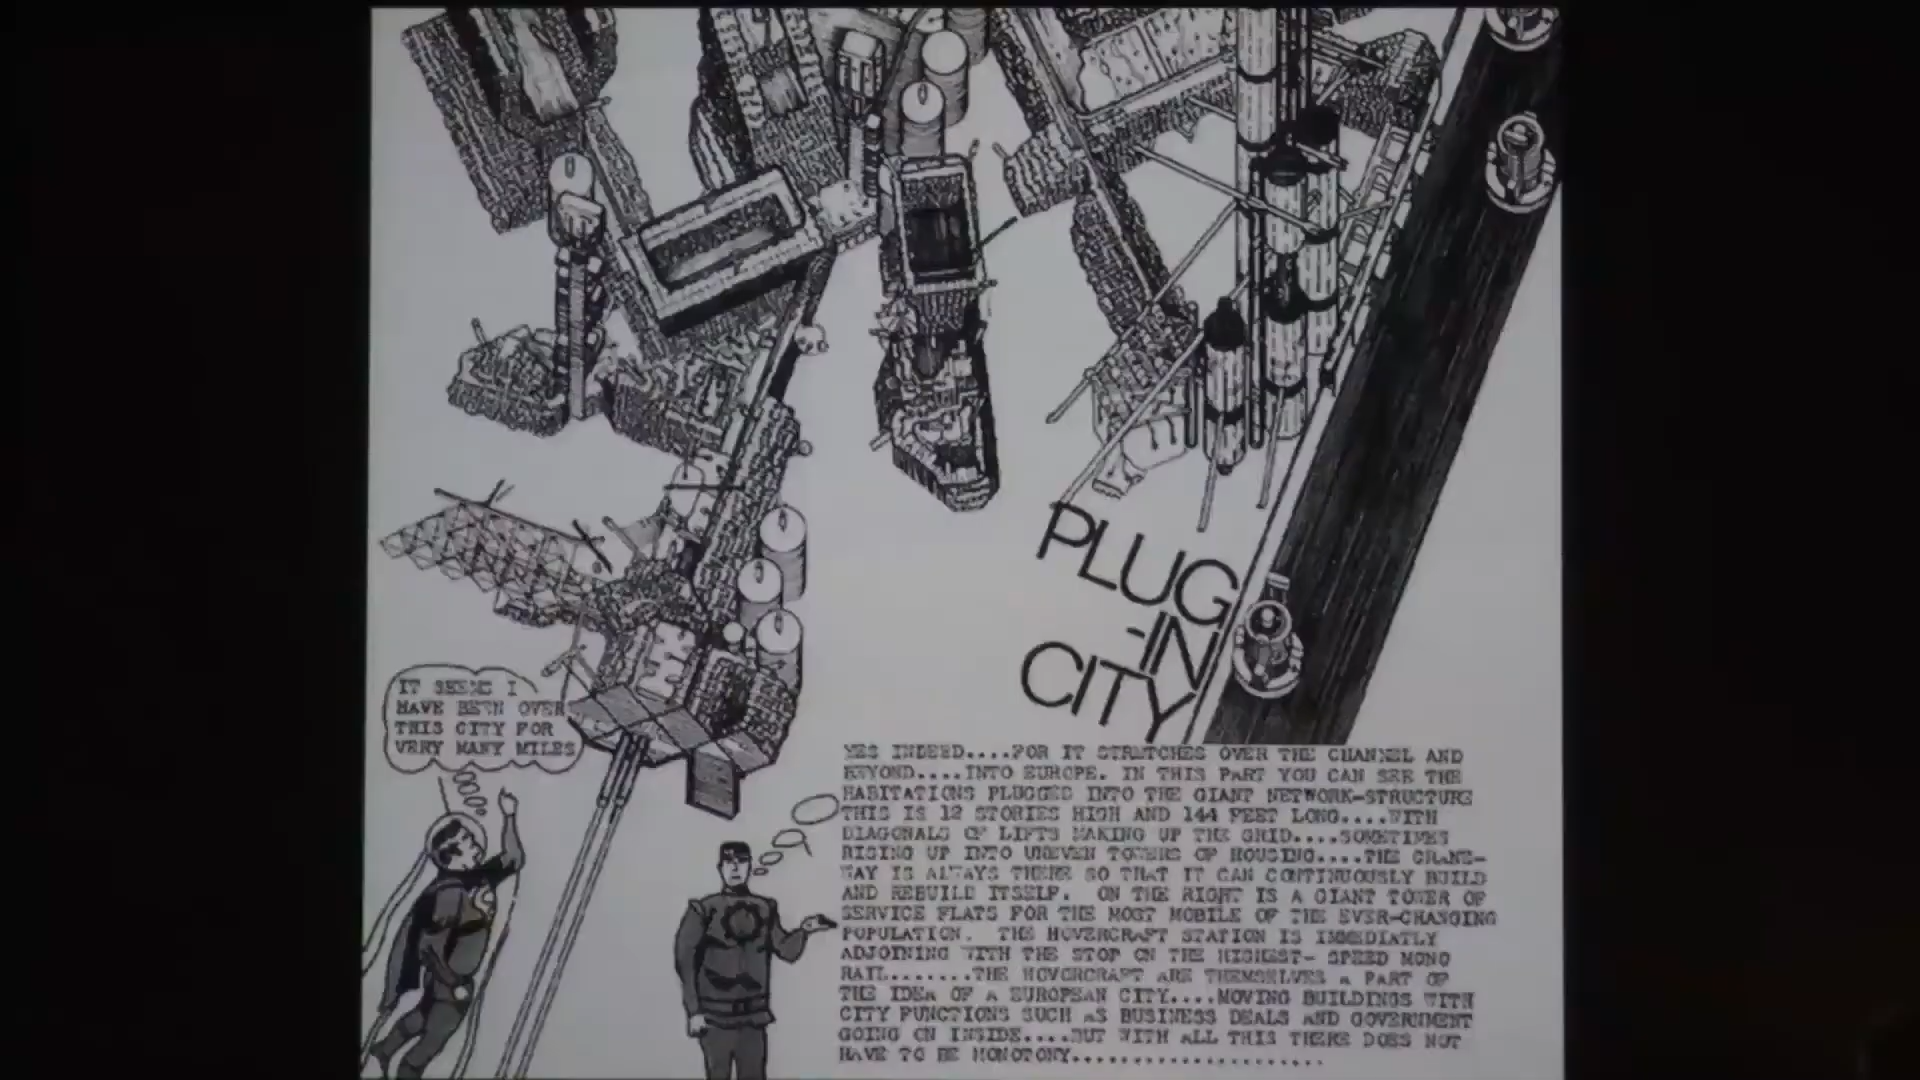 PLUG
-IN
CITY
IT SEEMS I
HAVE BEEN OVER
THIS CITY FOR
VERY MANY MILES
YES INDEED....FOR IT STRETCHES OVER THE CHANNEL AND
BEYOND....INTO EUROPE. IN THIS PART YOU CAN SEE THE
HABITATIONS PLUGGED INTO THE GIANT NETWORK-STRUCTURE
THIS IS 12 STORIES HIGH AND 144 FEET LONG....WITH
DIAGONALS OF LIFTS MAKING UP THE GRID....SOMETIMES
RISING UP INTO UNEVEN TOWERS OF HOUSING....THE CRANE-
WAY IS ALWAYS THERE SO THAT IT CAN CONTINUOUSLY BUILD
AND REBUILD ITSELF. ON THE RIGHT IS A GIANT TOWER OF
SERVICE FLATS FOR THE MOST MOBILE OF THE EVER-CHANGING
POPULATION. THE HOVERCRAFT STATION IS IMMEDIATLY
ADJOINING WITH THE STOP ON THE HIGHEST- SPEED MONO
RAIL.......THE HOVERCRAFT ARE THEMSELVES A PART OF
THE IDEA OF A EUROPEAN CITY....MOVING BUILDINGS WITH
CITY FUNCTIONS SUCH AS BUSINESS DEALS AND GOVERNMENT
GOING ON INSIDE....BUT WITH ALL THIS THERE DOES NOT
HAVE TO BE MONOTONY......................